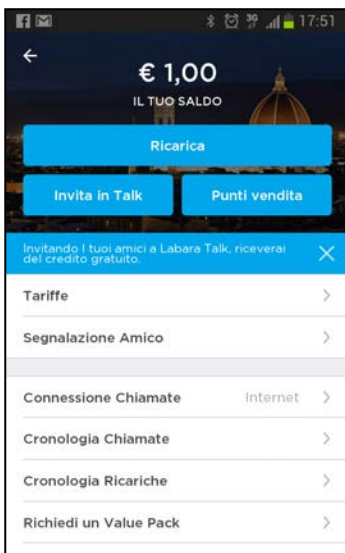 3G 17:51
€ 1,00
IL TUO SALDO
Ricarica
Invita in Talk
Punti vendita
Invitando I tuoi amici a Labara Talk, riceverai
del credito gratuito.
Tariffe
Segnalazione Amico
Connessione Chiamate Internet
Cronologia Chiamate
Cronologia Ricariche
Richiedi un Value Pack